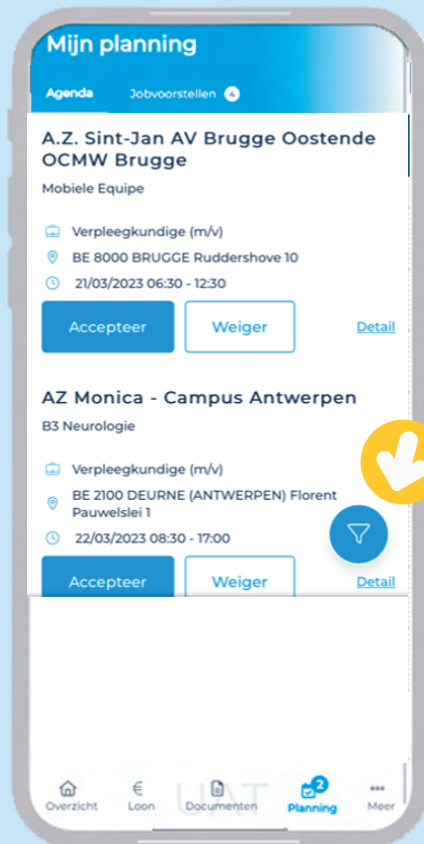 Mijn planning
Agenda Jobvoorstellen 4
A.Z. Sint-Jan AV Brugge Oostende
OCMW Brugge
Mobiele Equipe
Verpleegkundige (m/v)
BE 8000 BRUGGE Ruddershove 10
21/03/2023 06:30 - 12:30
Accepteer Weiger Detail
AZ Monica - Campus Antwerpen
B3 Neurologie
Verpleegkundige (m/v)
BE 2100 DEURNE (ANTWERPEN) Florent
Pauwelslei 1
22/03/2023 08:30 - 17:00
Accepteer Weiger Detail
UAT
2
Overzicht Loon Documenten Planning Meer